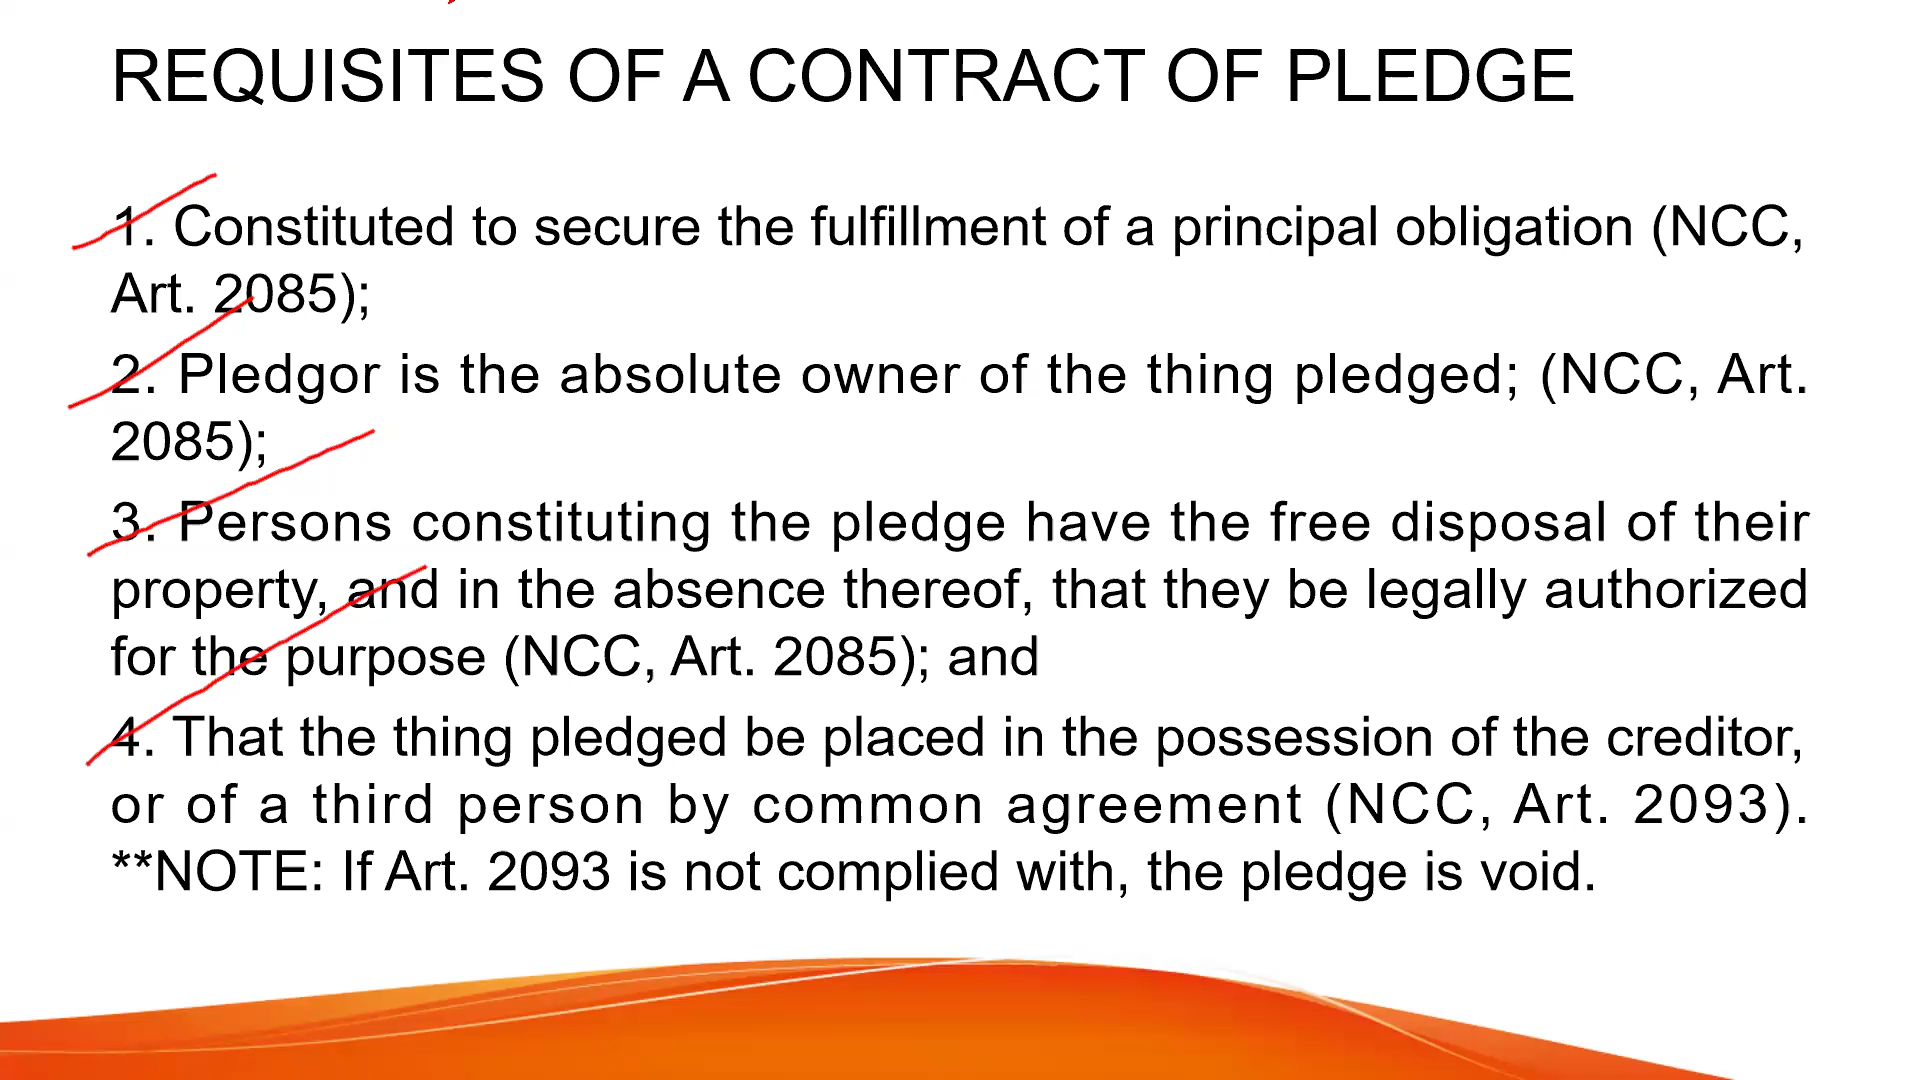 REQUISITES OF A CONTRACT OF PLEDGE
1. Constituted to secure the fulfillment of a principal obligation (NCC,
Art. 2085);
2. Pledgor is the absolute owner of the thing pledged; (NCC, Art.
2085);
3. Persons constituting the pledge have the free disposal of their
property, and in the absence thereof, that they be legally authorized
for the purpose (NCC, Art. 2085); and
4. That the thing pledged be placed in the possession of the creditor,
or of a third person by common agreement (NCC, Art. 2093).
**NOTE: If Art. 2093 is not complied with, the pledge is void.